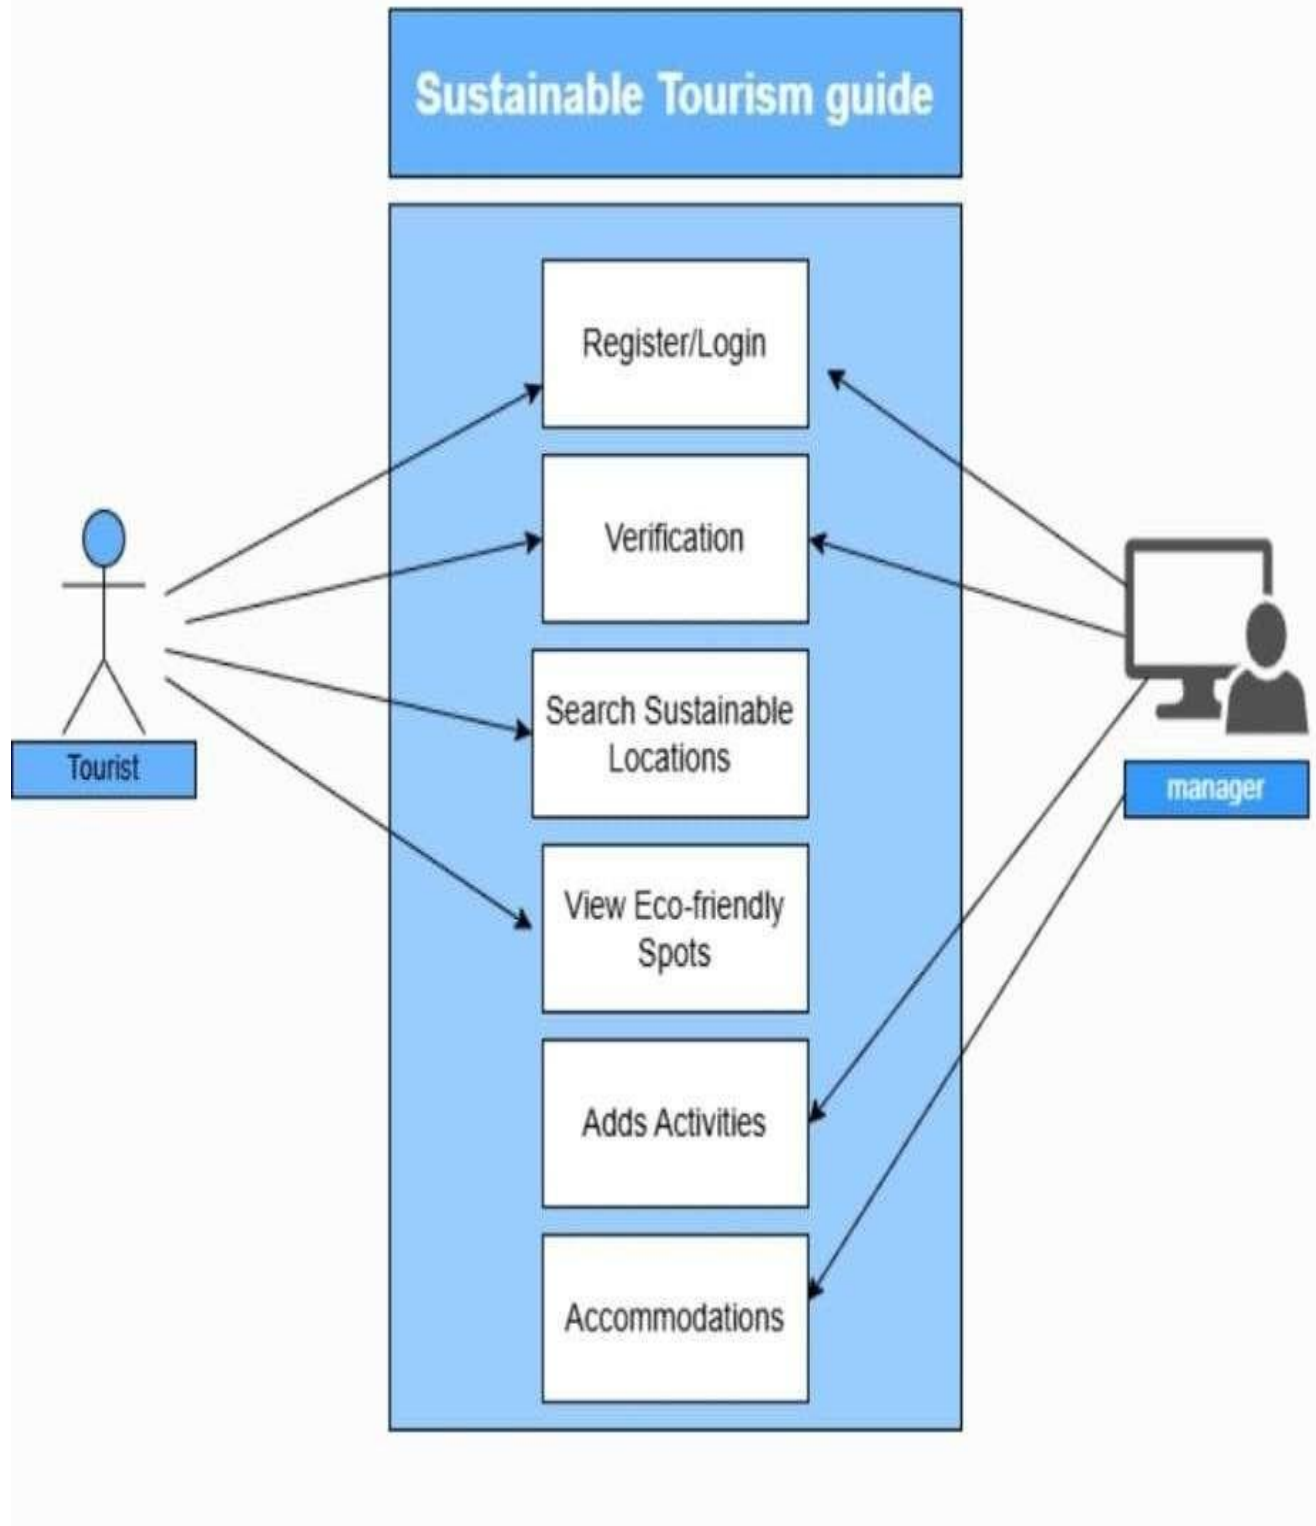 Sustainable Tourism guide
Register/Login
Verification
Search Sustainable
Locations
Tourist
manager
View Eco-friendly
Spots
Adds Activities
Accommodations